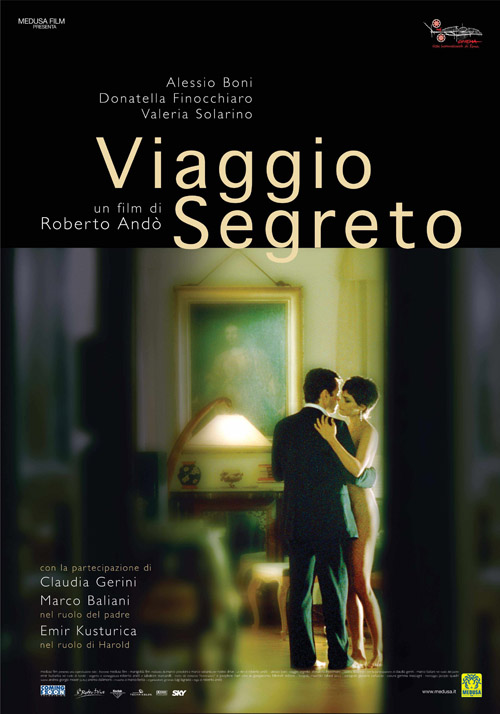 MEDUSA FILM
PRESENTA
Alessio Boni
Donatella Finocchiaro
Valeria Solarino
Viaggio
un film di
Roberto Andò
Segreto
con la partecipazione di
Claudia Gerini
Marco Baliani
nel ruolo del padre
Emir Kusturica
nel ruolo di Harold
COMING
SOON
SKY
MEDUSA
www.medusa.it